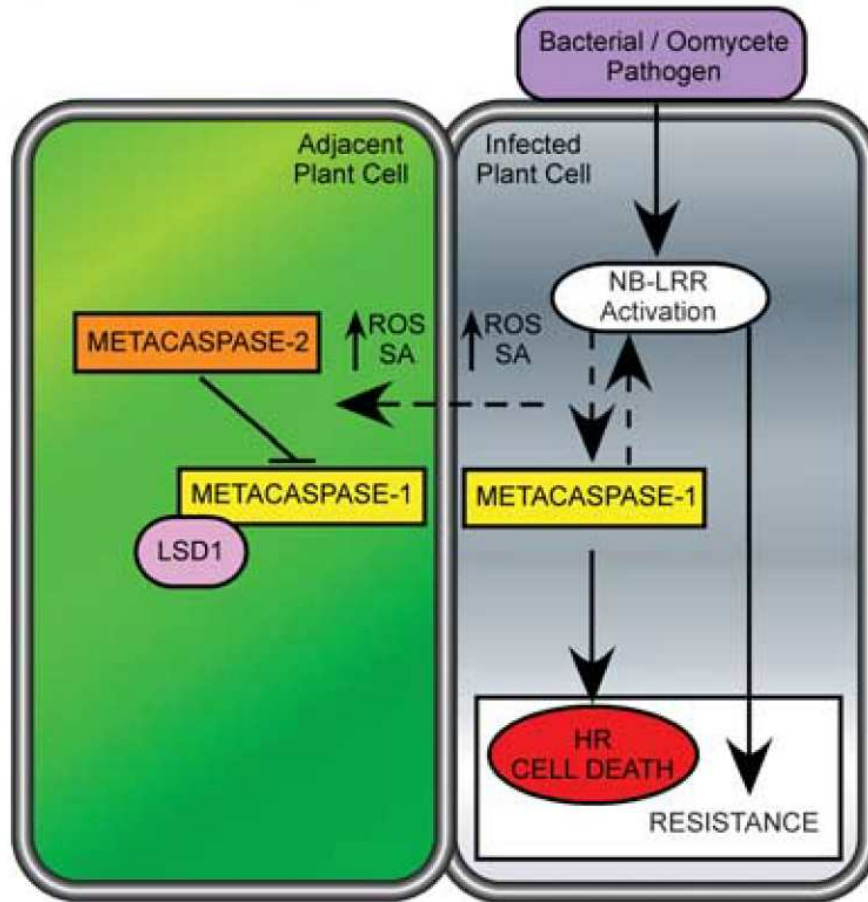 Bacterial / Oomycete
Pathogen
Adjacent
Plant Cell
Infected
Plant Cell
NB-LRR
Activation
METACASPASE-2
ROS
SA
ROS
SA
METACASPASE-1
LSD1
METACASPASE-1
HR
CELL DEATH
RESISTANCE